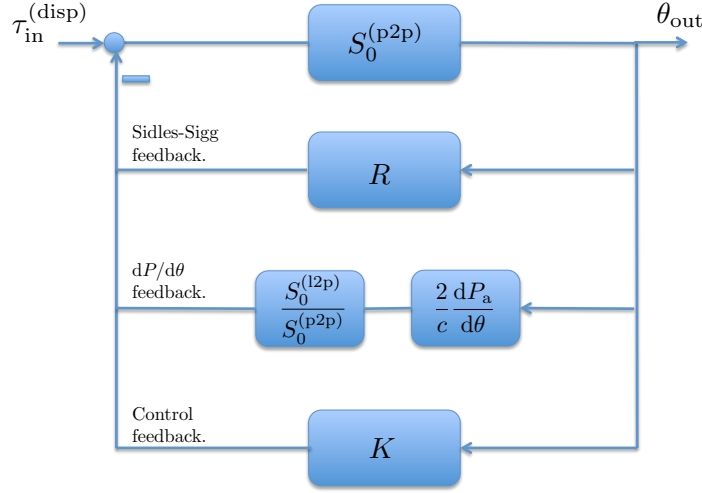 τ_in^(disp)
S_0^(p2p)
θ_out
Sidles-Sigg
feedback.
R
dP/dθ
feedback.
S_0^(l2p) / S_0^(p2p)
2/c dP_a/dθ
Control
feedback.
K